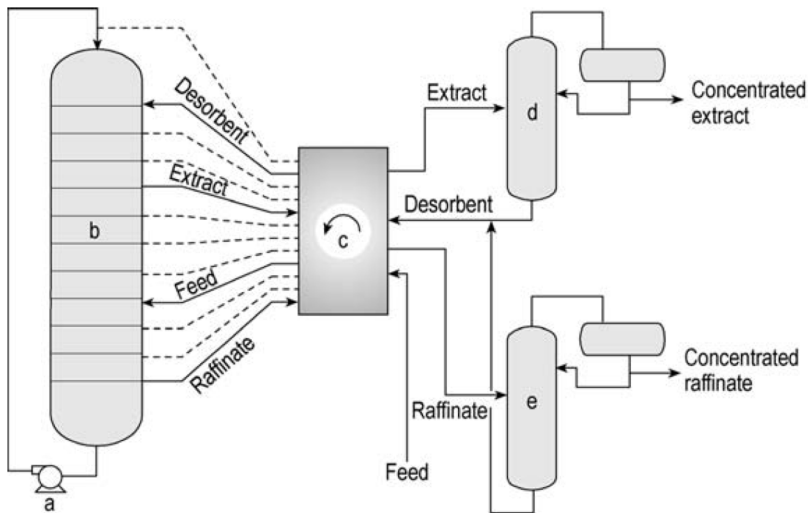 Desorbent
Extract
b
Feed
Raffinate
a
c
Extract
Desorbent
d
Concentrated
extract
Raffinate
Feed
e
Concentrated
raffinate